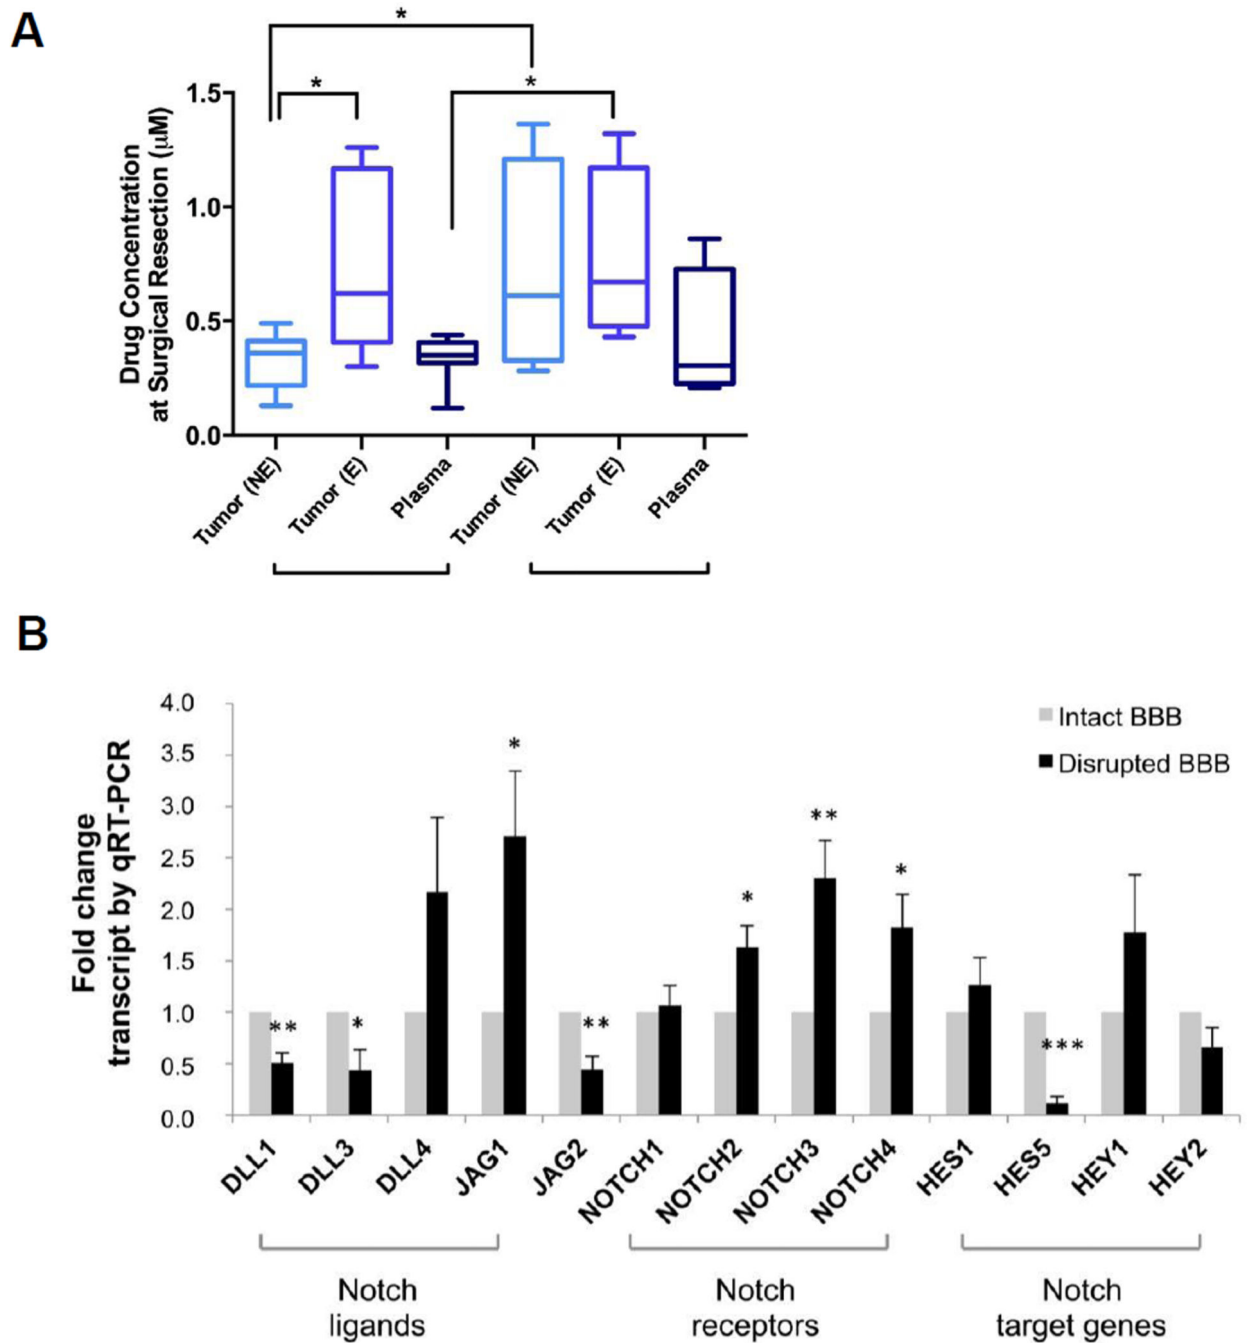 A
*
*
*
Drug Concentration
at Surgical Resection (μM)
1.5
1.0
0.5
0.0
Tumor (NE)
Tumor (E)
Plasma
Tumor (NE)
Tumor (E)
Plasma
B
Fold change
transcript by qRT-PCR
4.0
3.5
3.0
2.5
2.0
1.5
1.0
0.5
0.0
Intact BBB
Disrupted BBB
**
*
*
**
*
**
*
***
DLL1
DLL3
DLL4
JAG1
JAG2
NOTCH1
NOTCH2
NOTCH3
NOTCH4
HES1
HES5
HEY1
HEY2
Notch
ligands
Notch
receptors
Notch
target genes